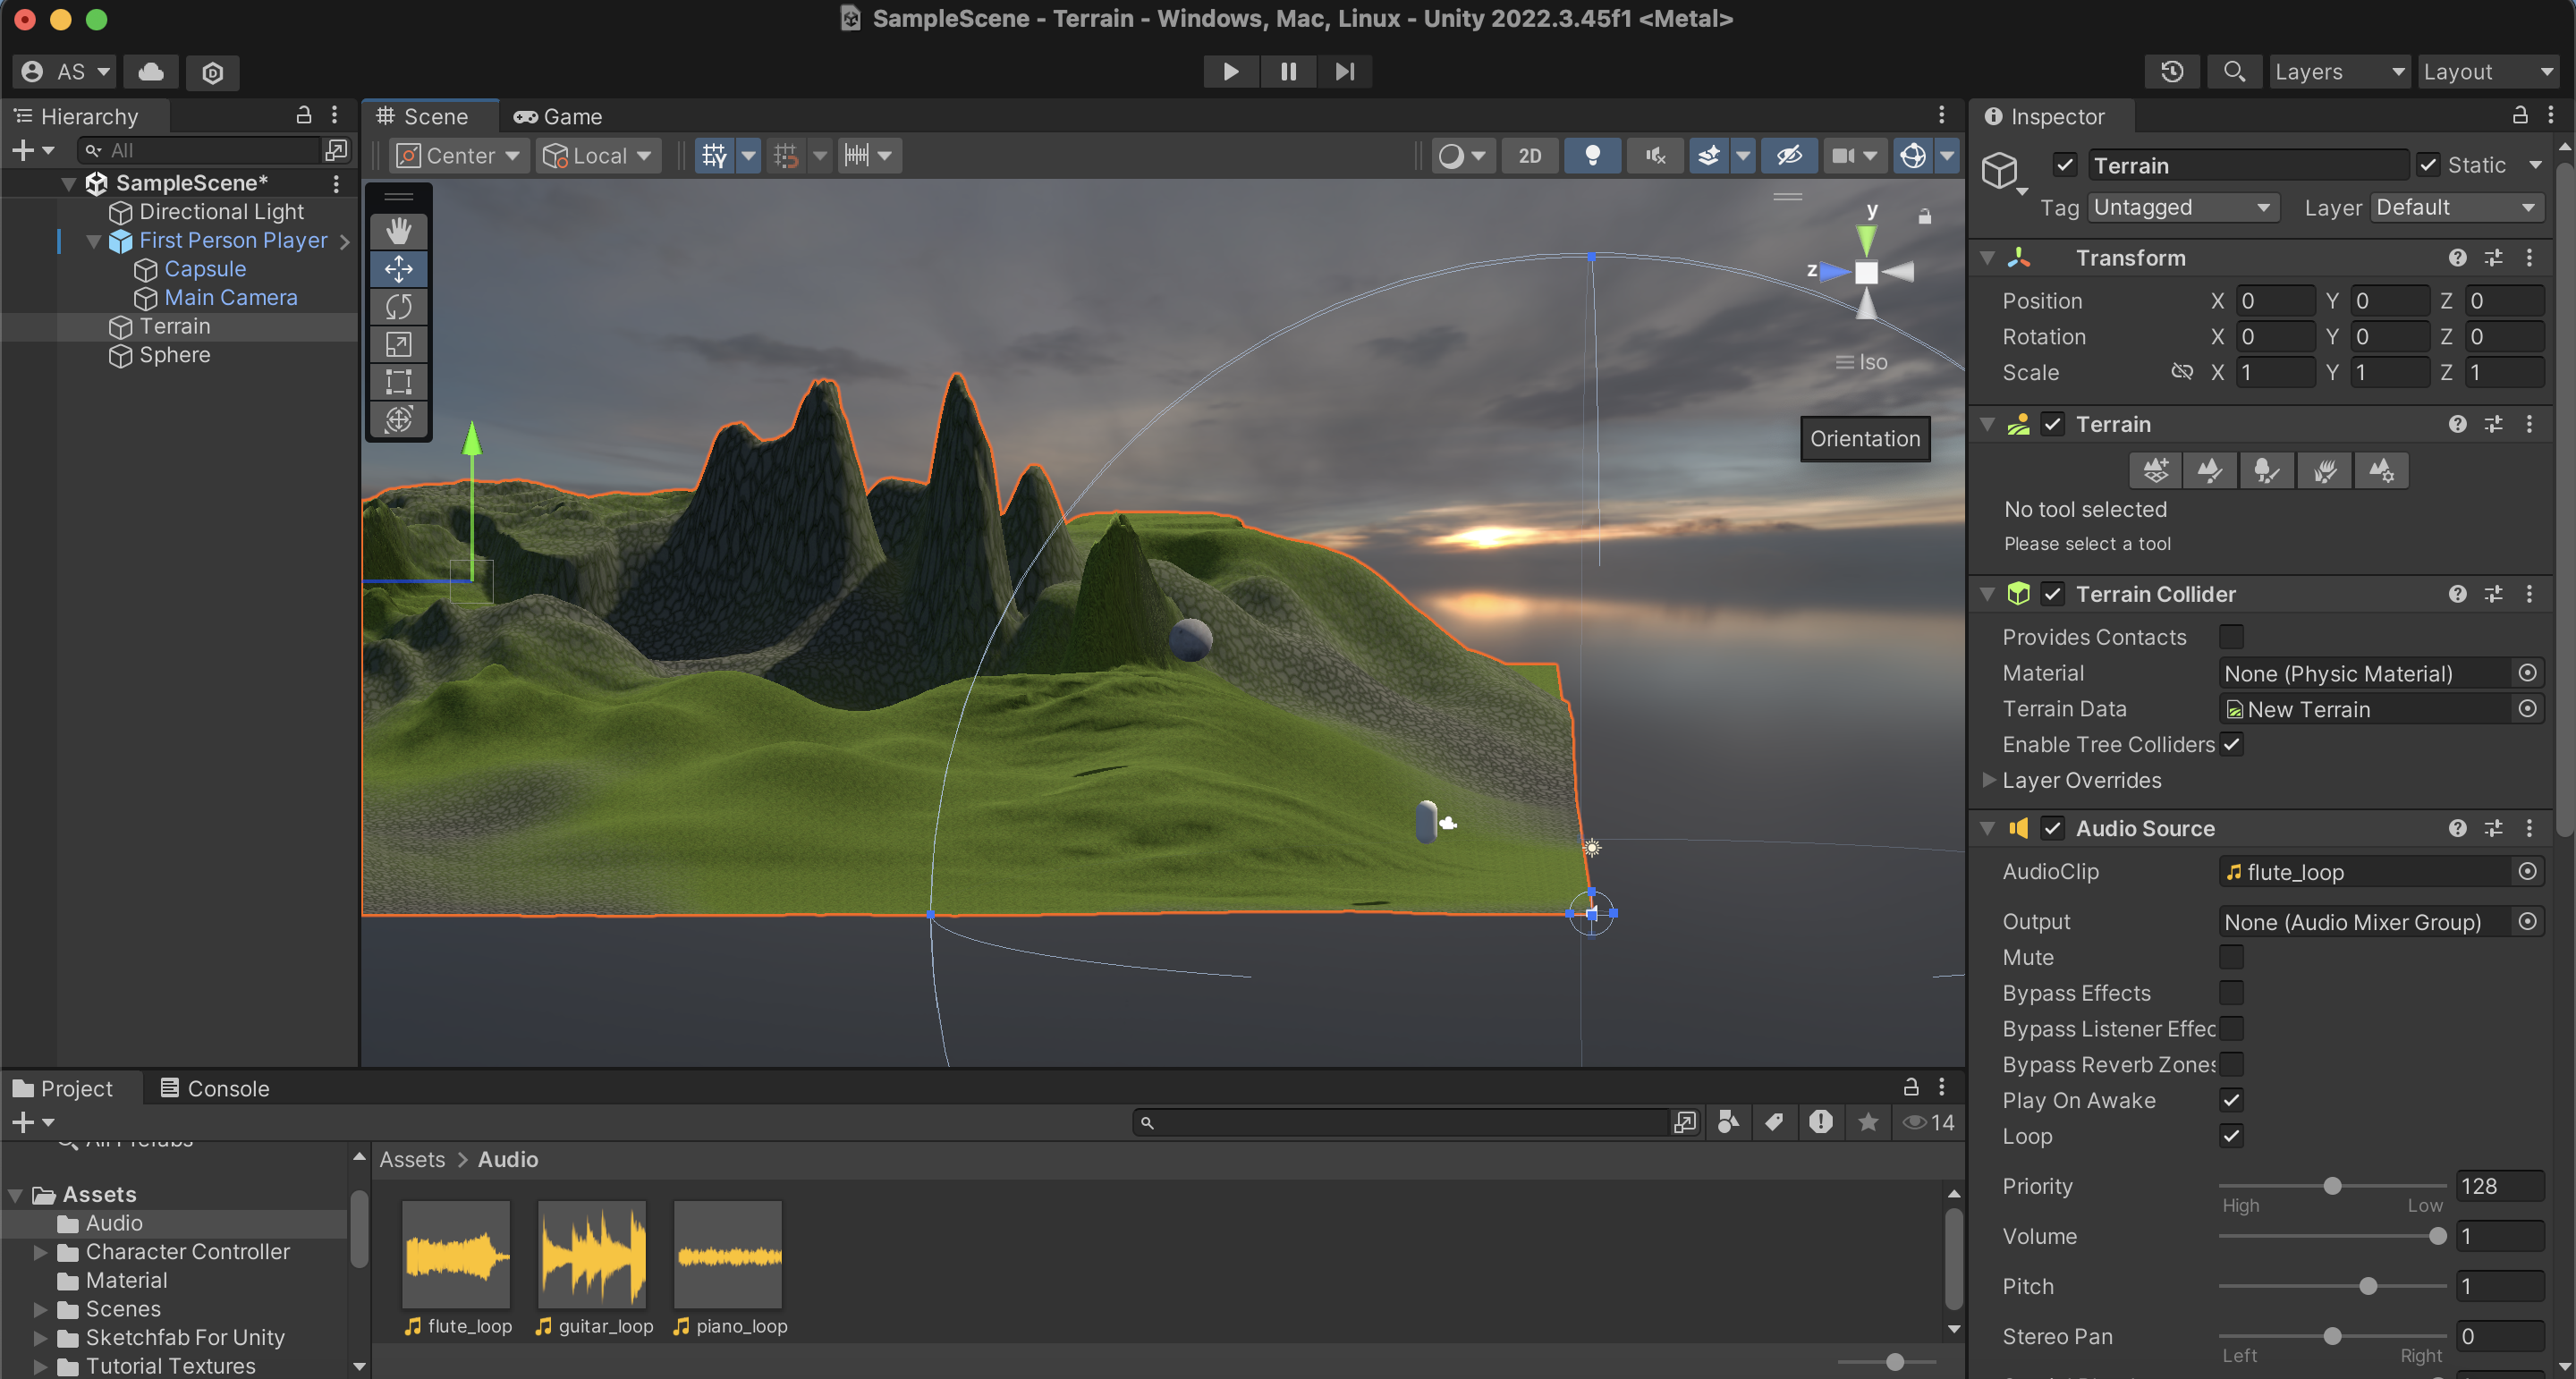 SampleScene - Terrain - Windows, Mac, Linux - Unity 2022.3.45f1 <Metal>
AS
Layers
Layout
Hierarchy
All
SampleScene*
Directional Light
First Person Player
Capsule
Main Camera
Terrain
Sphere
Scene
Game
Center
Local
2D
y
z
Iso
Orientation
Inspector
Terrain
Static
Tag Untagged Layer Default
Transform
Position X 0 Y 0 Z 0
Rotation X 0 Y 0 Z 0
Scale X 1 Y 1 Z 1
Terrain
No tool selected
Please select a tool
Terrain Collider
Provides Contacts
Material None (Physic Material)
Terrain Data New Terrain
Enable Tree Colliders
Layer Overrides
Audio Source
AudioClip flute_loop
Output None (Audio Mixer Group)
Mute
Bypass Effects
Bypass Listener Effec
Bypass Reverb Zones
Play On Awake
Loop
Priority 128
High Low
Volume 1
Pitch 1
Stereo Pan 0
Left Right
Project
Console
14
All Prefabs
Assets
Audio
Character Controller
Material
Scenes
Sketchfab For Unity
Tutorial Textures
Assets > Audio
flute_loop
guitar_loop
piano_loop